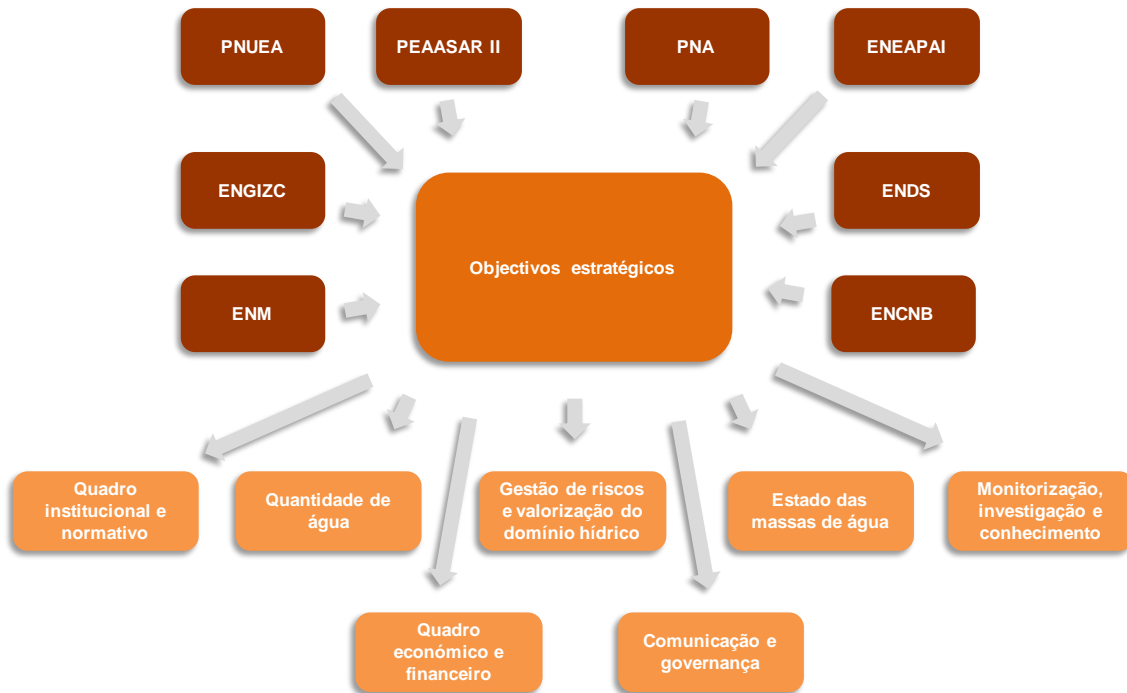 PNUEA
PEAASAR II
PNA
ENEAPAI
ENGIZC
ENDS
Objectivos estratégicos
ENM
ENCNB
Quadro
institucional e
normativo
Quantidade de
água
Gestão de riscos
e valorização do
domínio hídrico
Estado das
massas de água
Monitorização,
investigação e
conhecimento
Quadro
económico e
financeiro
Comunicação e
governança